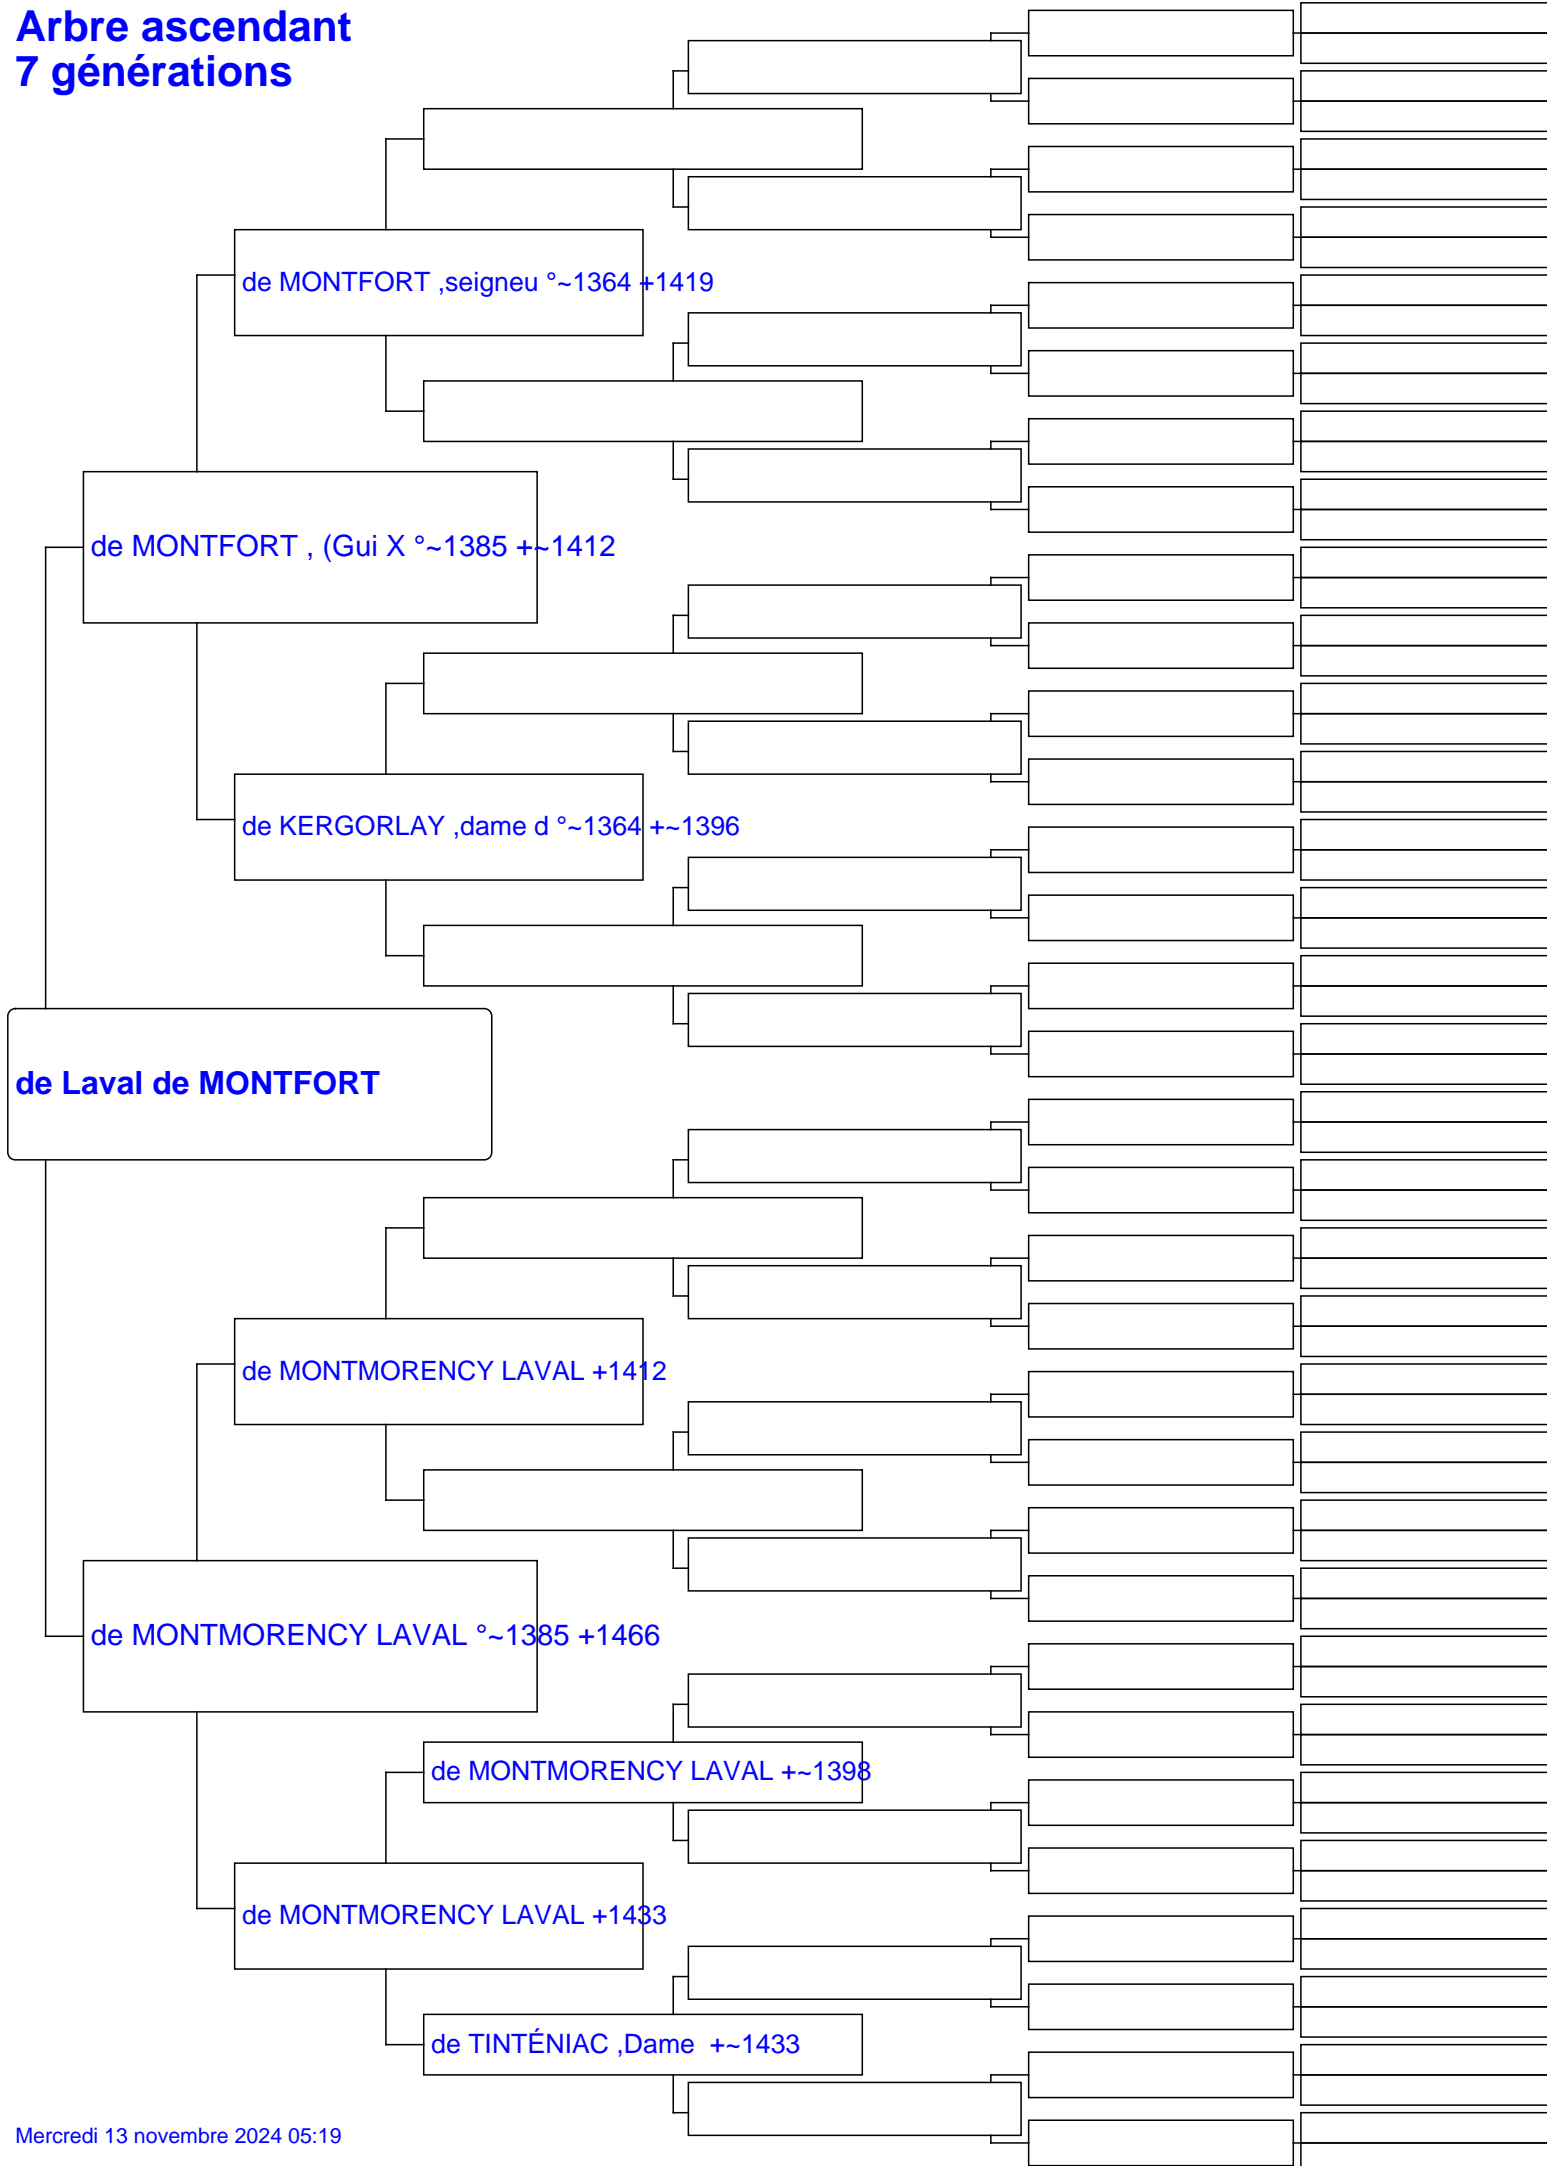 Arbre ascendant
7 générations
de MONTFORT ,seigneu °~1364 +1419
de MONTFORT , (Gui X °~1385 +~1412
de KERGORLAY ,dame d °~1364 +~1396
de Laval de MONTFORT
de MONTMORENCY LAVAL +1412
de MONTMORENCY LAVAL °~1385 +1466
de MONTMORENCY LAVAL +~1398
de MONTMORENCY LAVAL +1433
de TINTÉNIAC ,Dame  +~1433
Mercredi 13 novembre 2024 05:19